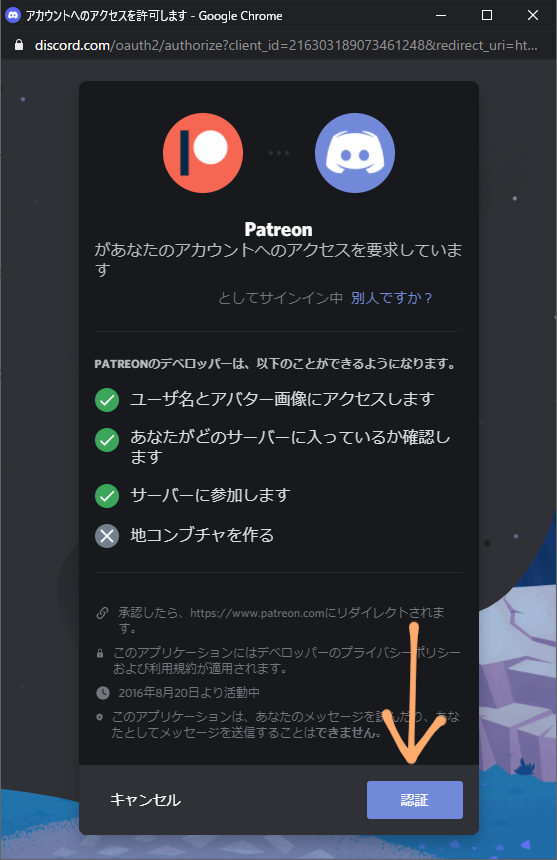 アカウントへのアクセスを許可します - Google Chrome
discord.com/oauth2/authorize?client_id=216303189073461248&redirect_uri=ht...
Patreon
があなたのアカウントへのアクセスを要求していま
す
としてサインイン中 別人ですか？
PATREONのデベロッパーは、以下のことができるようになります。
ユーザ名とアバター画像にアクセスします
あなたがどのサーバーに入っているか確認し
ます
サーバーに参加します
地コンブチャを作る
承認したら、https://www.patreon.comにリダイレクトされま
す。
このアプリケーションにはデベロッパーのプライバシーポリシー
および利用規約が適用されます。
2016年8月20日より活動中
このアプリケーションは、あなたのメッセージを読んだり、あな
たとしてメッセージを送信することはできません。
キャンセル
認証